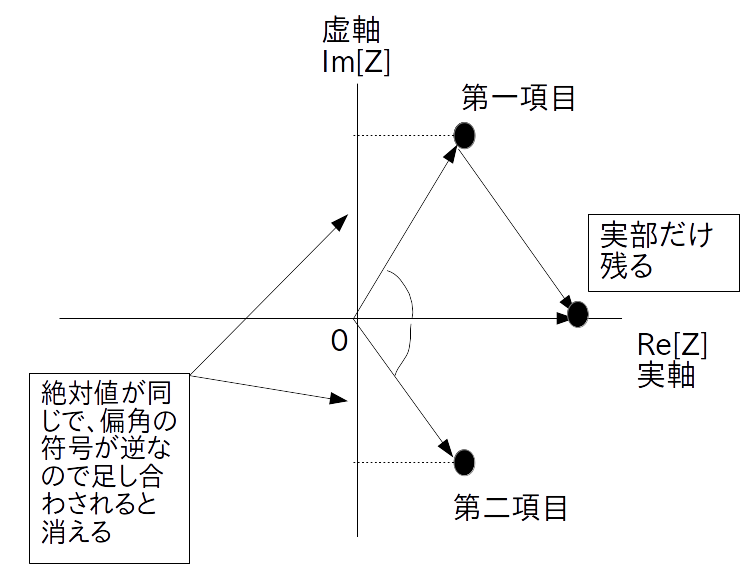 虚軸
Im[Z]
第一項目
実部だけ
残る
0
Re[Z]
実軸
絶対値が同
じで、偏角の
符号が逆な
ので足し合
わされると
消える
第二項目